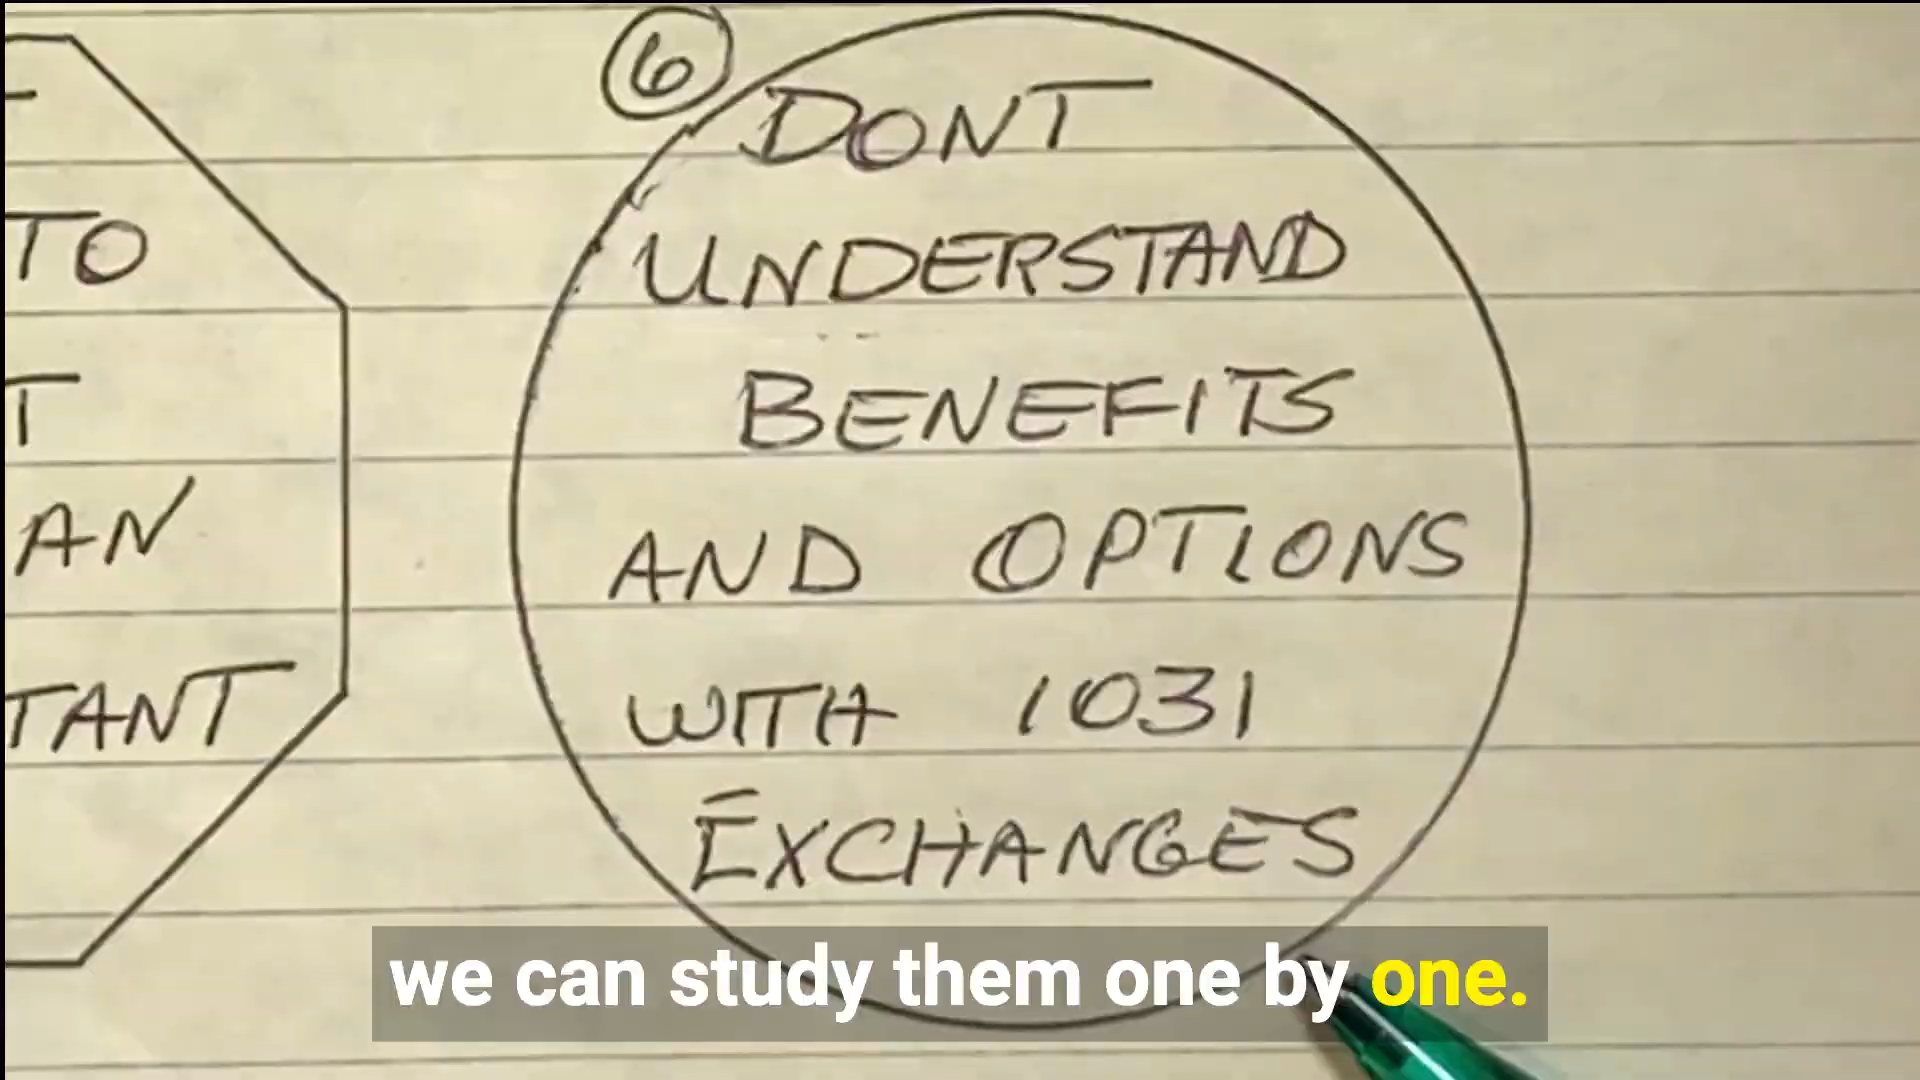 -
TO
T
AN
TANT
6
DONT
UNDERSTAND
BENEFITS
AND OPTIONS
WITH 1031
EXCHANGES
we can study them one by one.